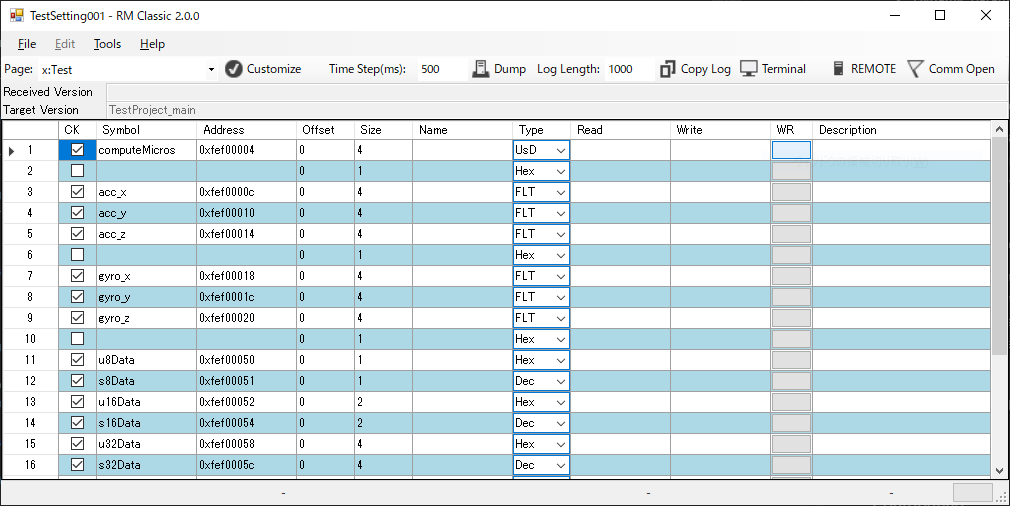 TestSetting001 - RM Classic 2.0.0
File Edit Tools Help
Page: x:Test Customize Time Step(ms): 500 Dump Log Length: 1000 Copy Log Terminal REMOTE Comm Open
Received Version
Target Version TestProject_main
CK Symbol Address Offset Size Name Type Read Write WR Description
1 computeMicros 0xfef00004 0 4 UsD
2 0 1 Hex
3 acc_x 0xfef0000c 0 4 FLT
4 acc_y 0xfef00010 0 4 FLT
5 acc_z 0xfef00014 0 4 FLT
6 0 1 Hex
7 gyro_x 0xfef00018 0 4 FLT
8 gyro_y 0xfef0001c 0 4 FLT
9 gyro_z 0xfef00020 0 4 FLT
10 0 1 Hex
11 u8Data 0xfef00050 0 1 Hex
12 s8Data 0xfef00051 0 1 Dec
13 u16Data 0xfef00052 0 2 Hex
14 s16Data 0xfef00054 0 2 Dec
15 u32Data 0xfef00058 0 4 Hex
16 s32Data 0xfef0005c 0 4 Dec
- - -